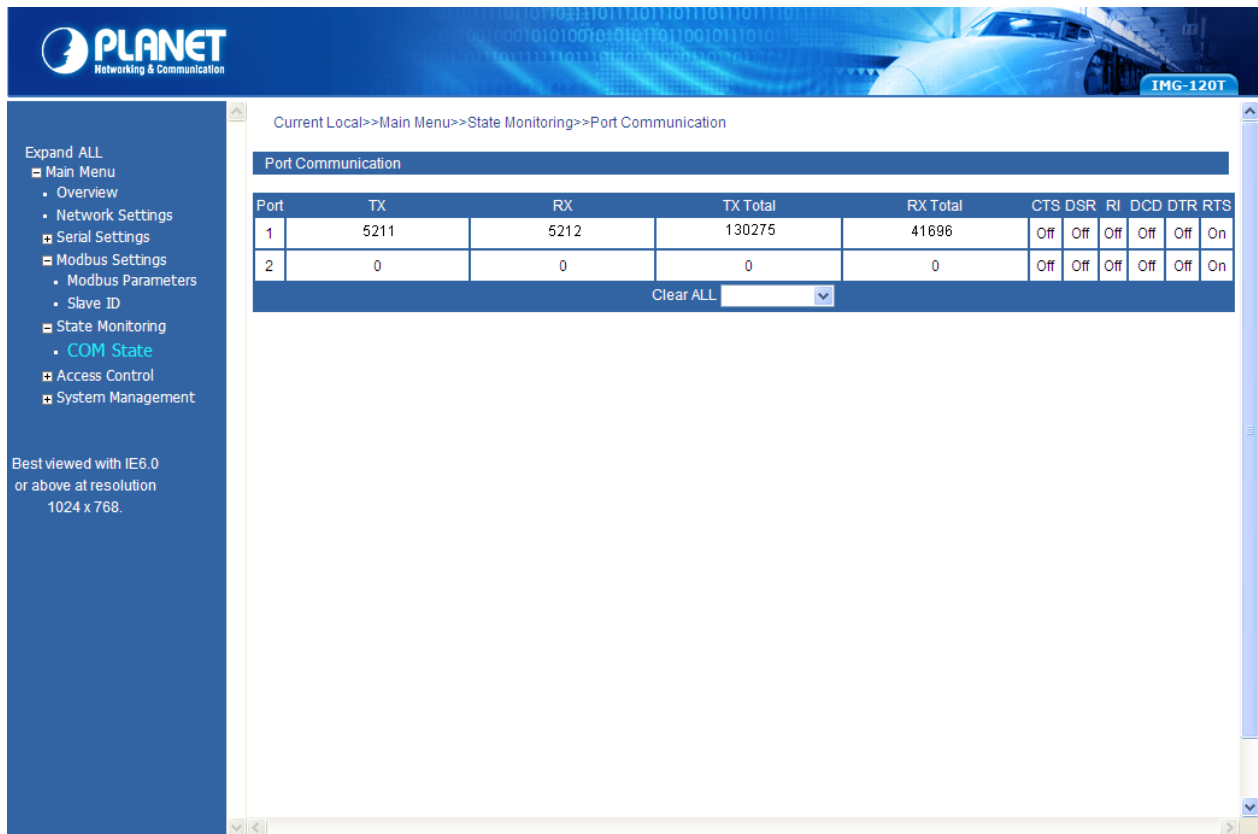 PLANET
Networking & Communication
IMG-120T
Current Local>>Main Menu>>State Monitoring>>Port Communication
Expand ALL
Main Menu
Overview
Network Settings
Serial Settings
Modbus Settings
Modbus Parameters
Slave ID
State Monitoring
COM State
Access Control
System Management
Best viewed with IE6.0
or above at resolution
1024 x 768.
Port Communication
Port TX RX TX Total RX Total CTS DSR RI DCD DTR RTS
1 5211 5212 130275 41696 Off Off Off Off Off On
2 0 0 0 0 Off Off Off Off Off On
Clear ALL